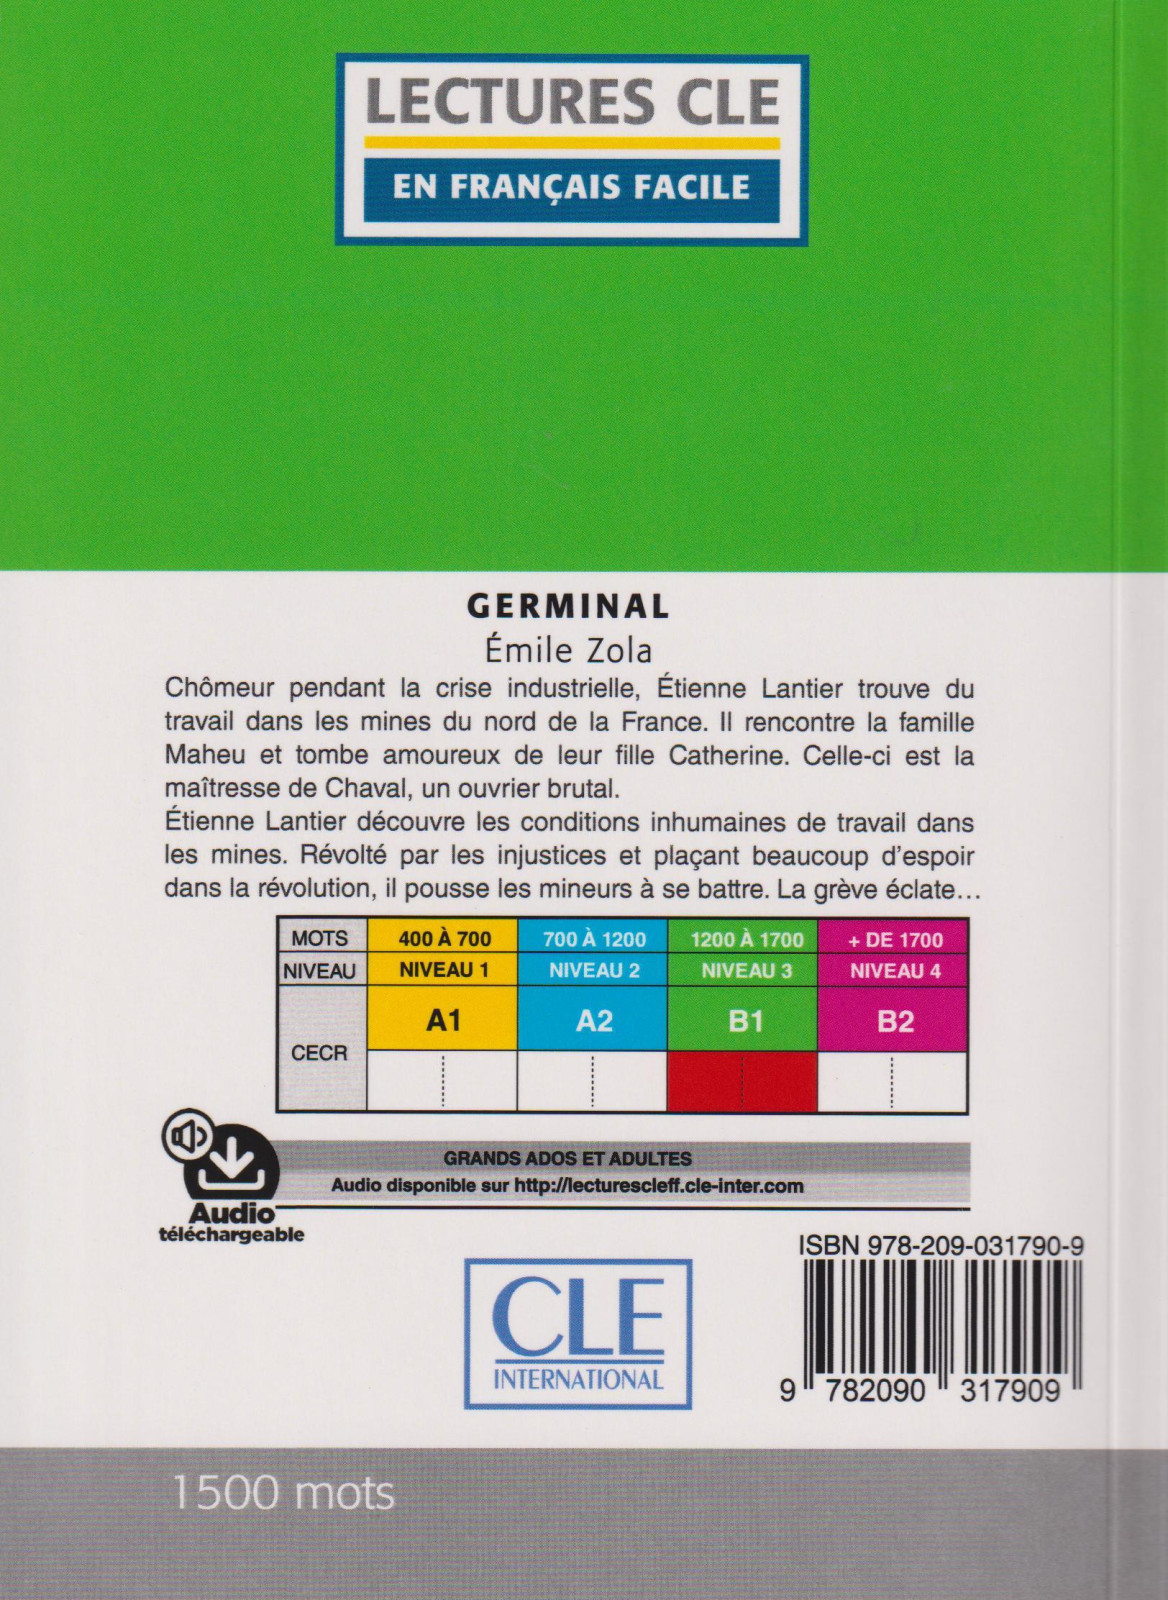 LECTURES CLE
EN FRANÇAIS FACILE
GERMINAL
Émile Zola
Chômeur pendant la crise industrielle, Étienne Lantier trouve du
travail dans les mines du nord de la France. Il rencontre la famille
Maheu et tombe amoureux de leur fille Catherine. Celle-ci est la
maîtresse de Chaval, un ouvrier brutal.
Étienne Lantier découvre les conditions inhumaines de travail dans
les mines. Révolté par les injustices et plaçant beaucoup d'espoir
dans la révolution, il pousse les mineurs à se battre. La grève éclate...
MOTS 400 À 700 700 À 1200 1200 À 1700 + DE 1700
NIVEAU NIVEAU 1 NIVEAU 2 NIVEAU 3 NIVEAU 4
CECR A1 A2 B1 B2
GRANDS ADOS ET ADULTES
Audio disponible sur http://lecturescleff.cle-inter.com
Audio
téléchargeable
ISBN 978-209-031790-9
9 782090 317909
CLE
INTERNATIONAL
1500 mots